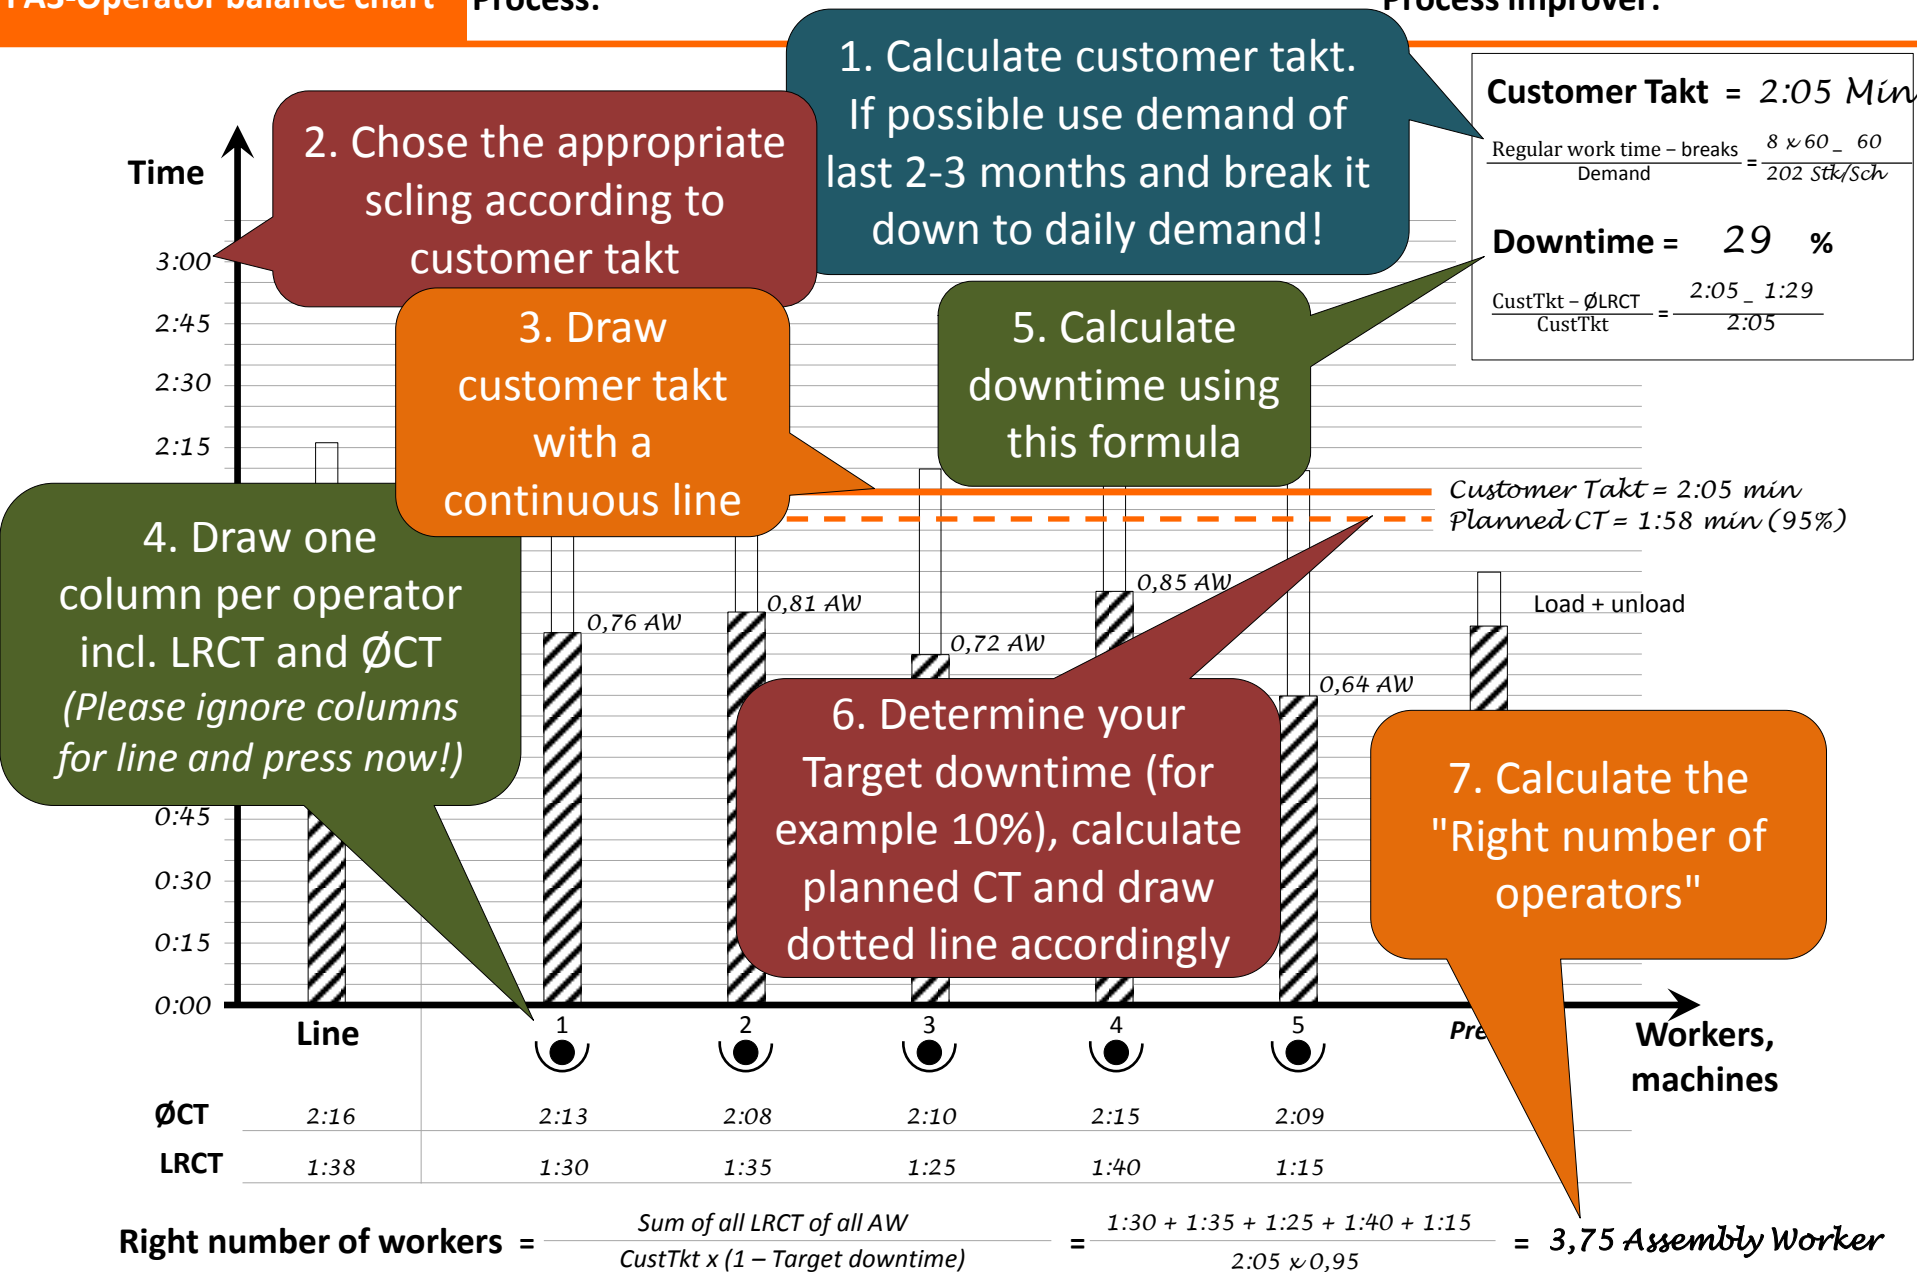 PAS-Operator balance chart
Process:
Process improver:
1. Calculate customer takt.
If possible use demand of
last 2-3 months and break it
down to daily demand!
Customer Takt = 2:05 Min
Regular work time – breaks = 8 x 60 – 60
Demand 202 Stk/Sch
Downtime = 29 %
CustTkt – ØLRCT = 2:05 – 1:29
CustTkt 2:05
2. Chose the appropriate
scling according to
customer takt
Time
3:00
2:45
2:30
2:15
3. Draw
customer takt
with a
continuous line
5. Calculate
downtime using
this formula
Customer Takt = 2:05 min
Planned CT = 1:58 min (95%)
4. Draw one
column per operator
incl. LRCT and ØCT
(Please ignore columns
for line and press now!)
0,76 AW
0,81 AW
0,72 AW
0,85 AW
0,64 AW
Load + unload
6. Determine your
Target downtime (for
example 10%), calculate
planned CT and draw
dotted line accordingly
7. Calculate the
"Right number of
operators"
0:45
0:30
0:15
0:00
Line 1 2 3 4 5
Workers,
machines
ØCT 2:16 2:13 2:08 2:10 2:15 2:09
LRCT 1:38 1:30 1:35 1:25 1:40 1:15
Right number of workers = Sum of all LRCT of all AW = 1:30 + 1:35 + 1:25 + 1:40 + 1:15 = 3,75 Assembly Worker
CustTkt x (1 – Target downtime) 2:05 x 0,95